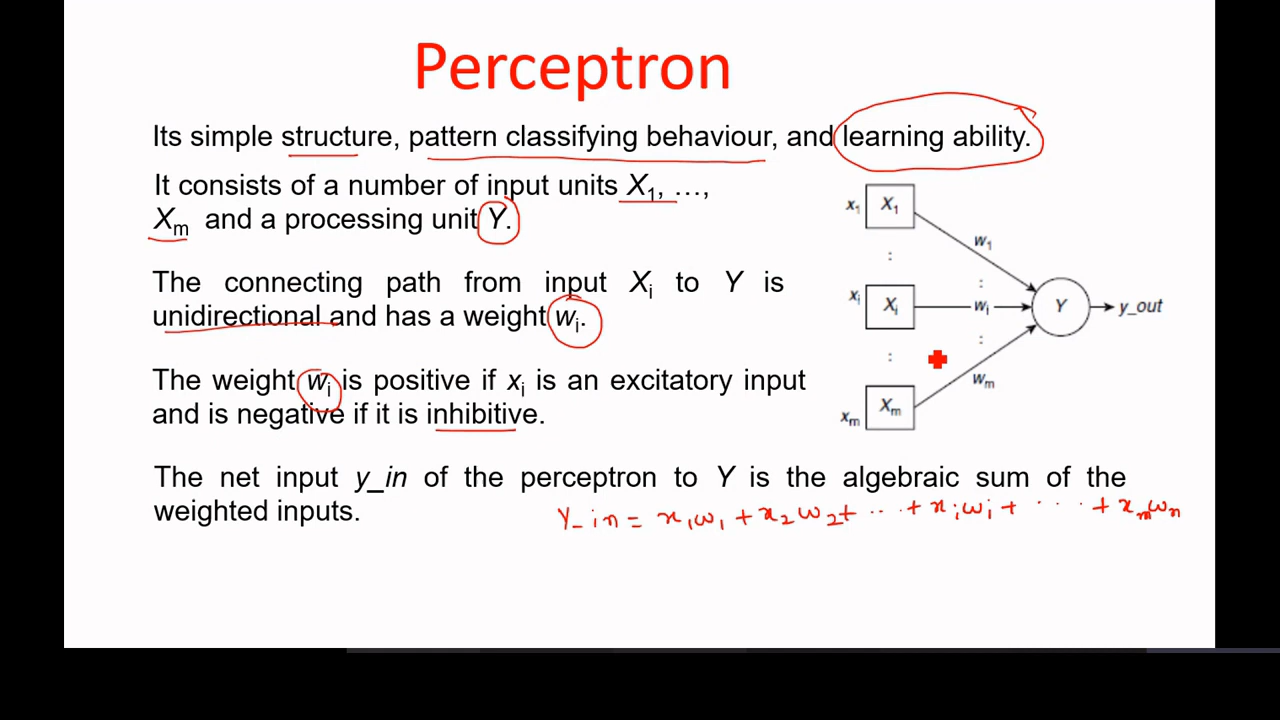 Perceptron
Its simple structure, pattern classifying behaviour, and learning ability.
It consists of a number of input units X1, …,
Xm and a processing unit Y.
The connecting path from input Xi to Y is
unidirectional and has a weight wi.
The weight wi is positive if xi is an excitatory input
and is negative if it is inhibitive.
x1 X1
w1
:
:
xi Xi wi Y y_out
:
:
wm
xm Xm
The net input y_in of the perceptron to Y is the algebraic sum of the
weighted inputs.
Y_in = x1w1 + x2w2+ ... + xiwi + .... + xmwm